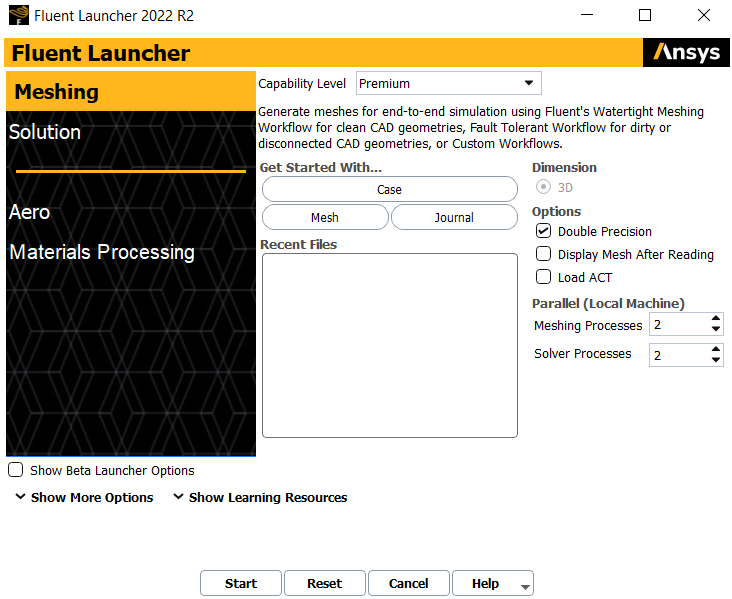 Fluent Launcher 2022 R2
Fluent Launcher
Ansys
Meshing
Solution
Aero
Materials Processing
Capability Level Premium
Generate meshes for end-to-end simulation using Fluent's Watertight Meshing
Workflow for clean CAD geometries, Fault Tolerant Workflow for dirty or
disconnected CAD geometries, or Custom Workflows.
Get Started With...
Case
Mesh Journal
Recent Files
Dimension
3D
Options
Double Precision
Display Mesh After Reading
Load ACT
Parallel (Local Machine)
Meshing Processes 2
Solver Processes 2
Show Beta Launcher Options
Show More Options Show Learning Resources
Start Reset Cancel Help